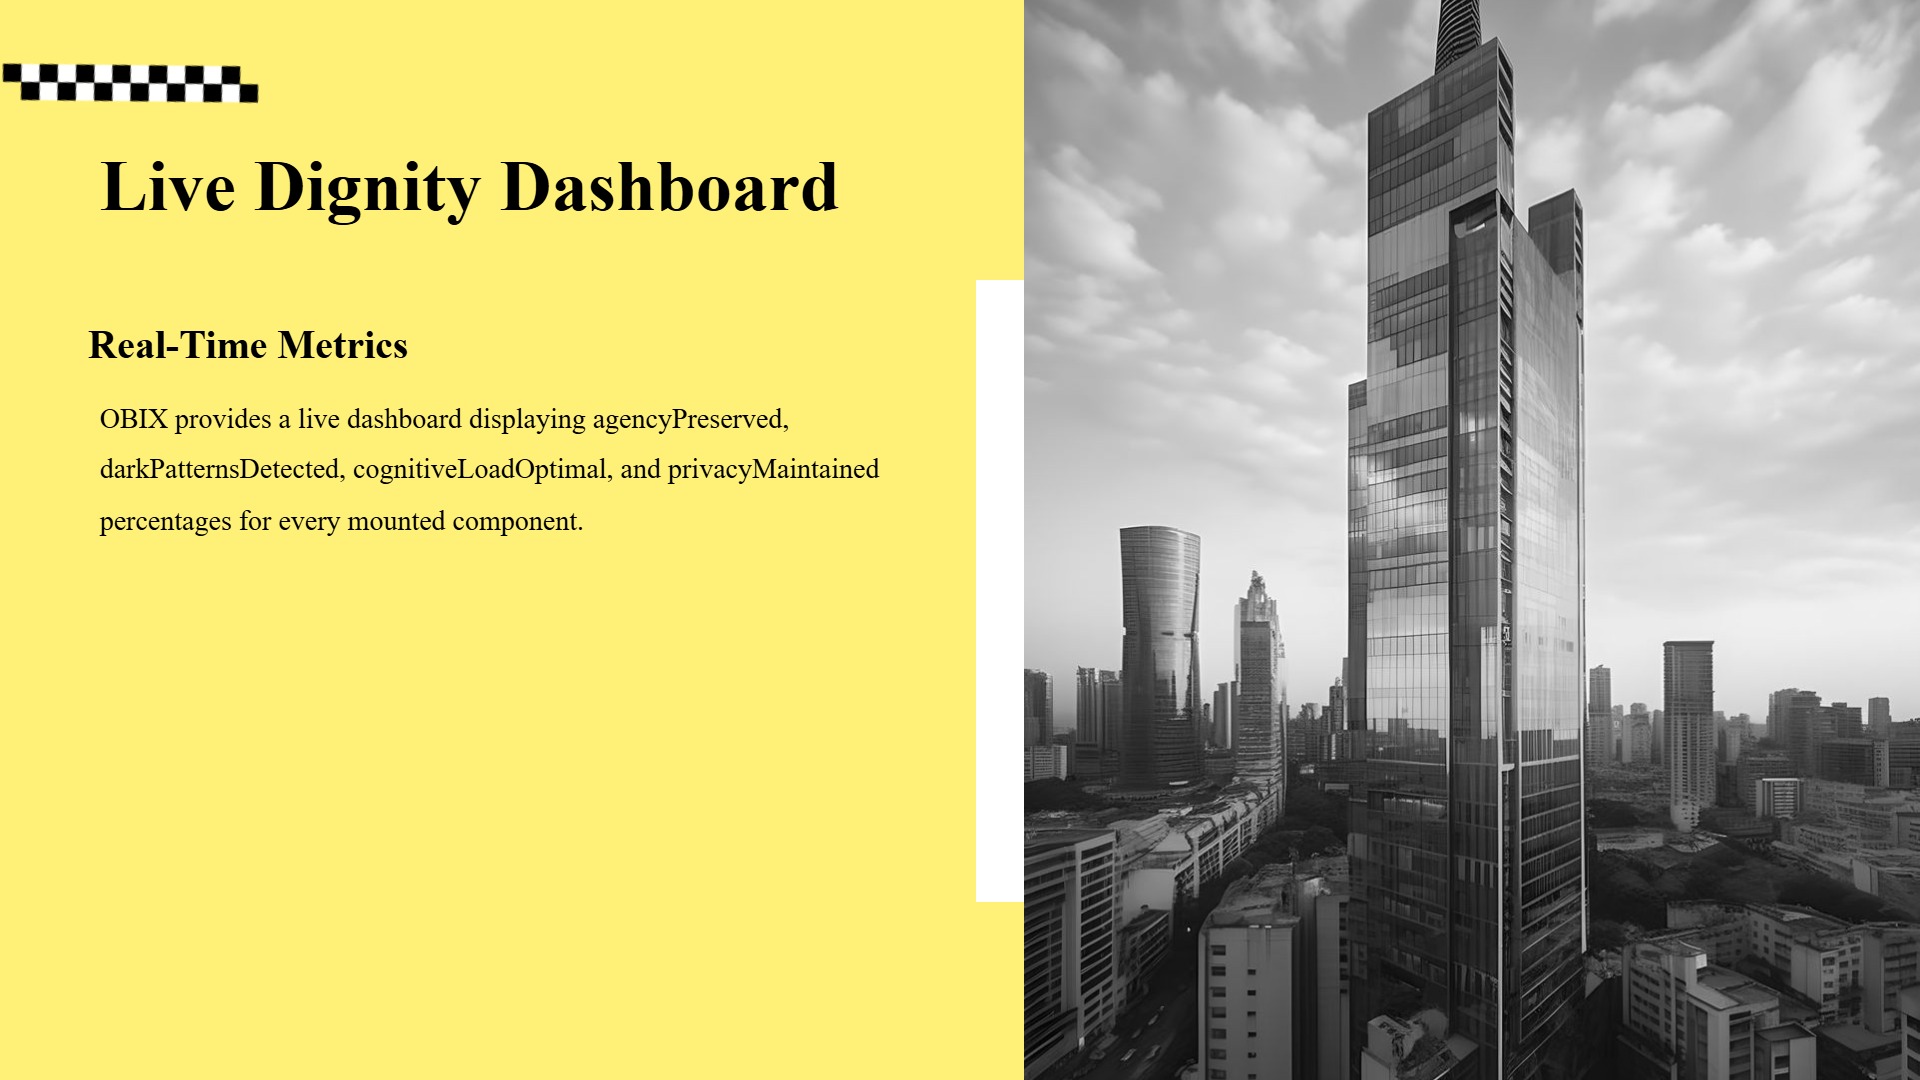 Live Dignity Dashboard
Real-Time Metrics
OBIX provides a live dashboard displaying agencyPreserved,
darkPatternsDetected, cognitiveLoadOptimal, and privacyMaintained
percentages for every mounted component.